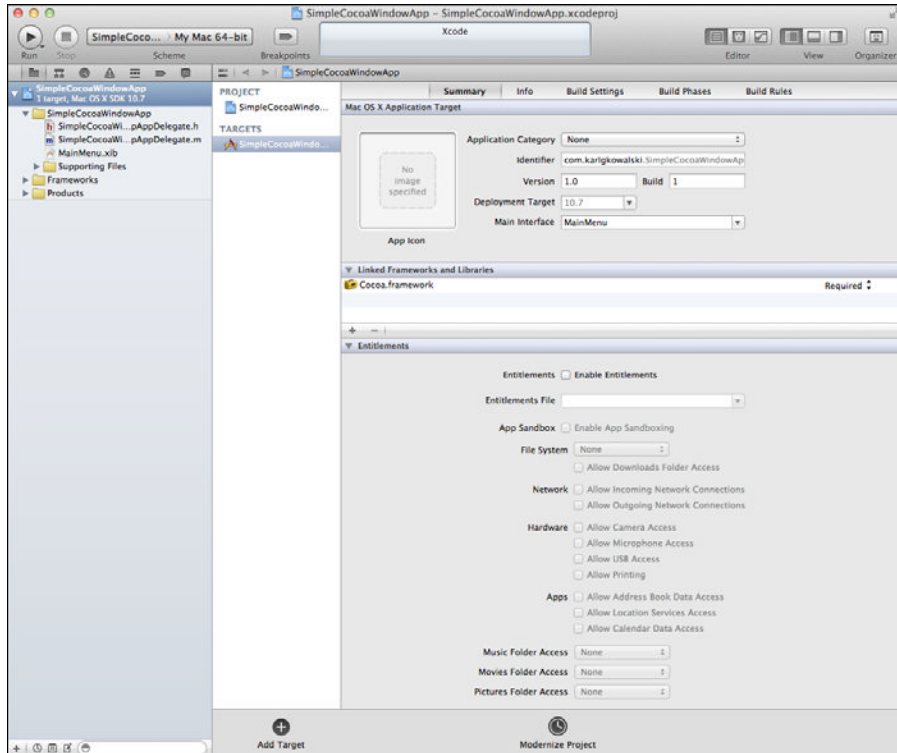 SimpleCocoaWindowApp – SimpleCocoaWindowApp.xcodeproj
SimpleCoco... › My Mac 64-bit
Xcode
Run Stop Scheme Breakpoints Editor View Organizer
SimpleCocoaWindowApp
SimpleCocoaWindowApp
1 target, Mac OS X SDK 10.7
SimpleCocoaWindowApp
h SimpleCocoaWi...pAppDelegate.h
m SimpleCocoaWi...pAppDelegate.m
MainMenu.xib
Supporting Files
Frameworks
Products
PROJECT
SimpleCocoaWindo...
TARGETS
SimpleCocoaWindo...
Summary Info Build Settings Build Phases Build Rules
Mac OS X Application Target
No image specified
App Icon
Application Category None
Identifier com.karlgkowalski.SimpleCocoaWindowAp
Version 1.0 Build 1
Deployment Target 10.7
Main Interface MainMenu
Linked Frameworks and Libraries
Cocoa.framework Required
Entitlements
Entitlements Enable Entitlements
Entitlements File
App Sandbox Enable App Sandboxing
File System None
Allow Downloads Folder Access
Network Allow Incoming Network Connections
Allow Outgoing Network Connections
Hardware Allow Camera Access
Allow Microphone Access
Allow USB Access
Allow Printing
Apps Allow Address Book Data Access
Allow Location Services Access
Allow Calendar Data Access
Music Folder Access None
Movies Folder Access None
Pictures Folder Access None
Add Target Modernize Project